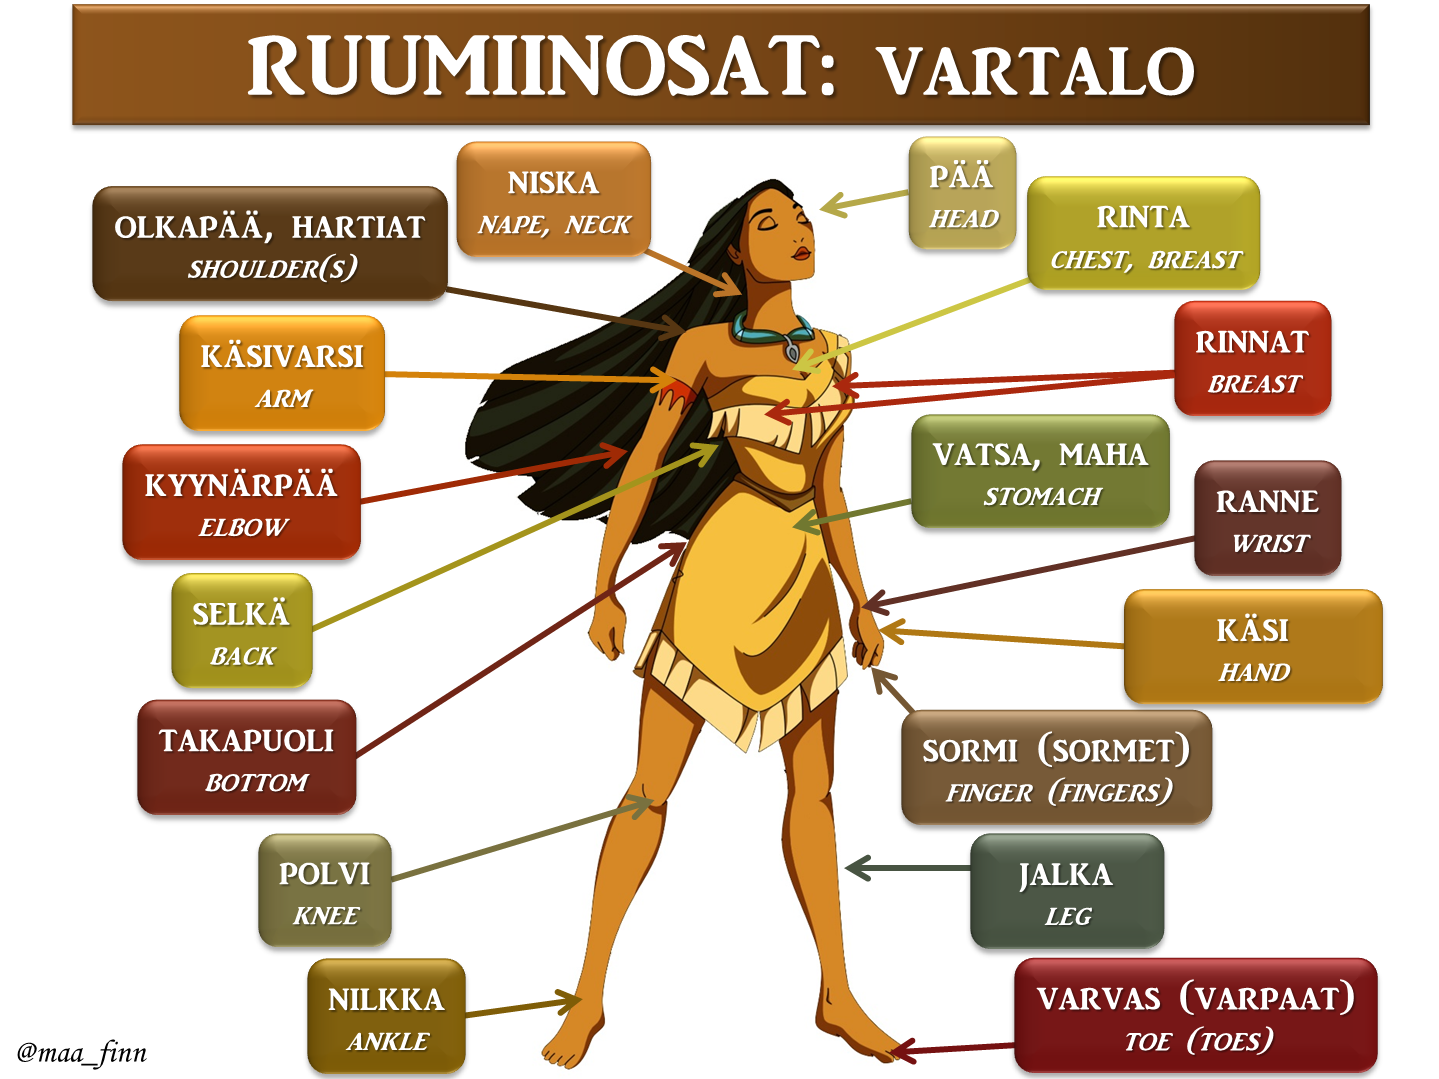 RUUMIINOSAT: VARTALO
NISKA
NAPE, NECK
PÄÄ
HEAD
OLKAPÄÄ, HARTIAT
SHOULDER(S)
RINTA
CHEST, BREAST
KÄSIVARSI
ARM
RINNAT
BREAST
KYYNÄRPÄÄ
ELBOW
VATSA, MAHA
STOMACH
RANNE
WRIST
SELKÄ
BACK
KÄSI
HAND
TAKAPUOLI
BOTTOM
SORMI (SORMET)
FINGER (FINGERS)
POLVI
KNEE
JALKA
LEG
NILKKA
ANKLE
VARVAS (VARPAAT)
TOE (TOES)
@maa_finn